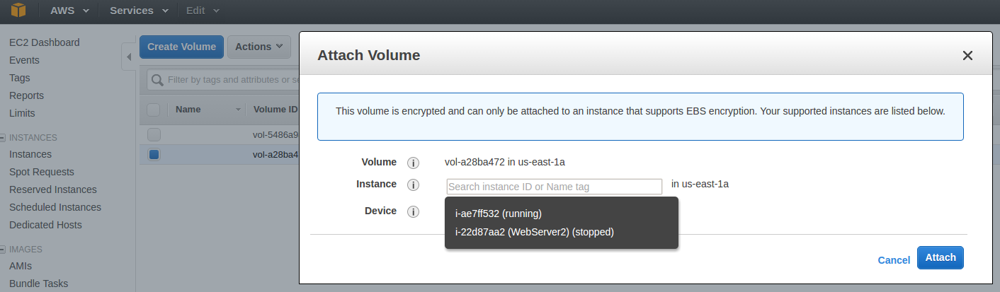 AWS Services Edit
EC2 Dashboard
Events
Tags
Reports
Limits
INSTANCES
Instances
Spot Requests
Reserved Instances
Scheduled Instances
Dedicated Hosts
IMAGES
AMIs
Bundle Tasks
Create Volume Actions
Filter by tags and attributes or
Name Volume ID
vol-5486a9
vol-a28ba4
Attach Volume
This volume is encrypted and can only be attached to an instance that supports EBS encryption. Your supported instances are listed below.
Volume i vol-a28ba472 in us-east-1a
Instance i Search instance ID or Name tag in us-east-1a
Device i
i-ae7ff532 (running)
i-22d87aa2 (WebServer2) (stopped)
Cancel Attach